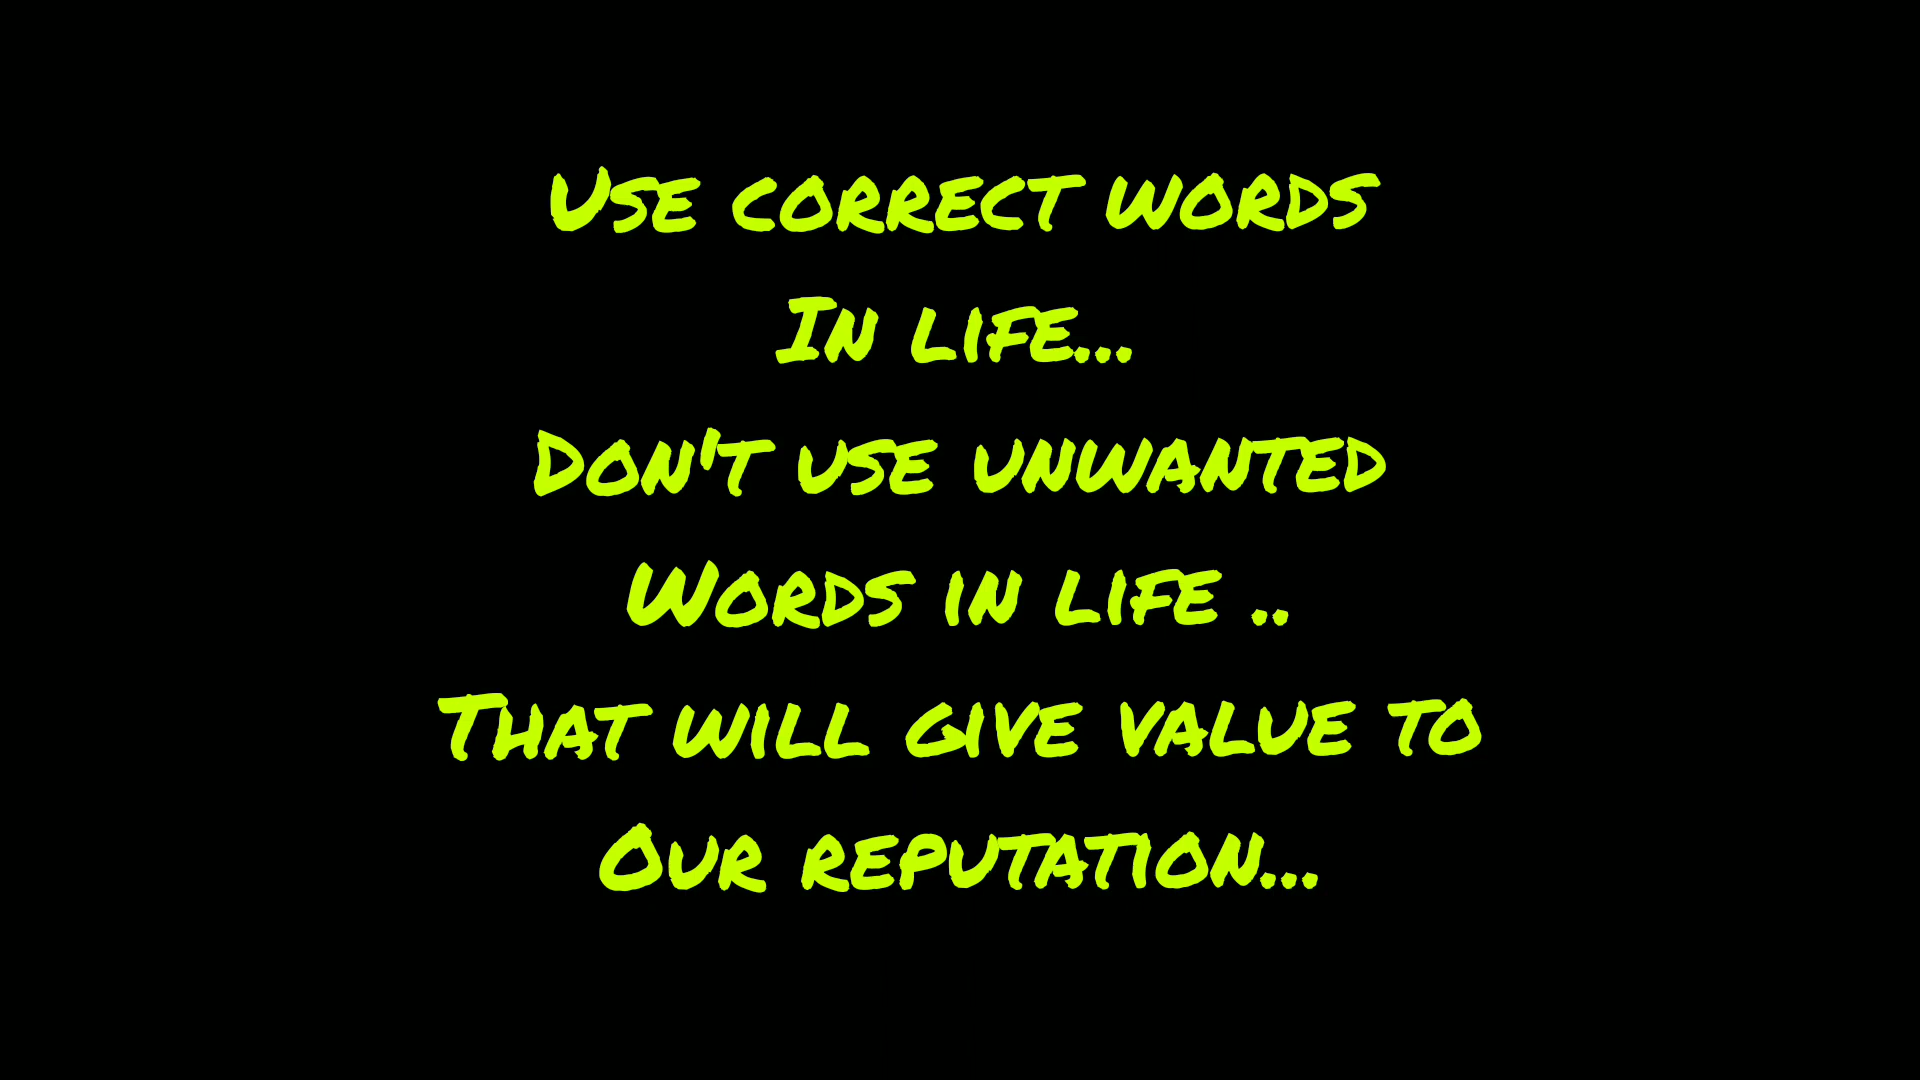 Use correct words
In life...
Don't use unwanted
Words in life ..
That will give value to
Our reputation...